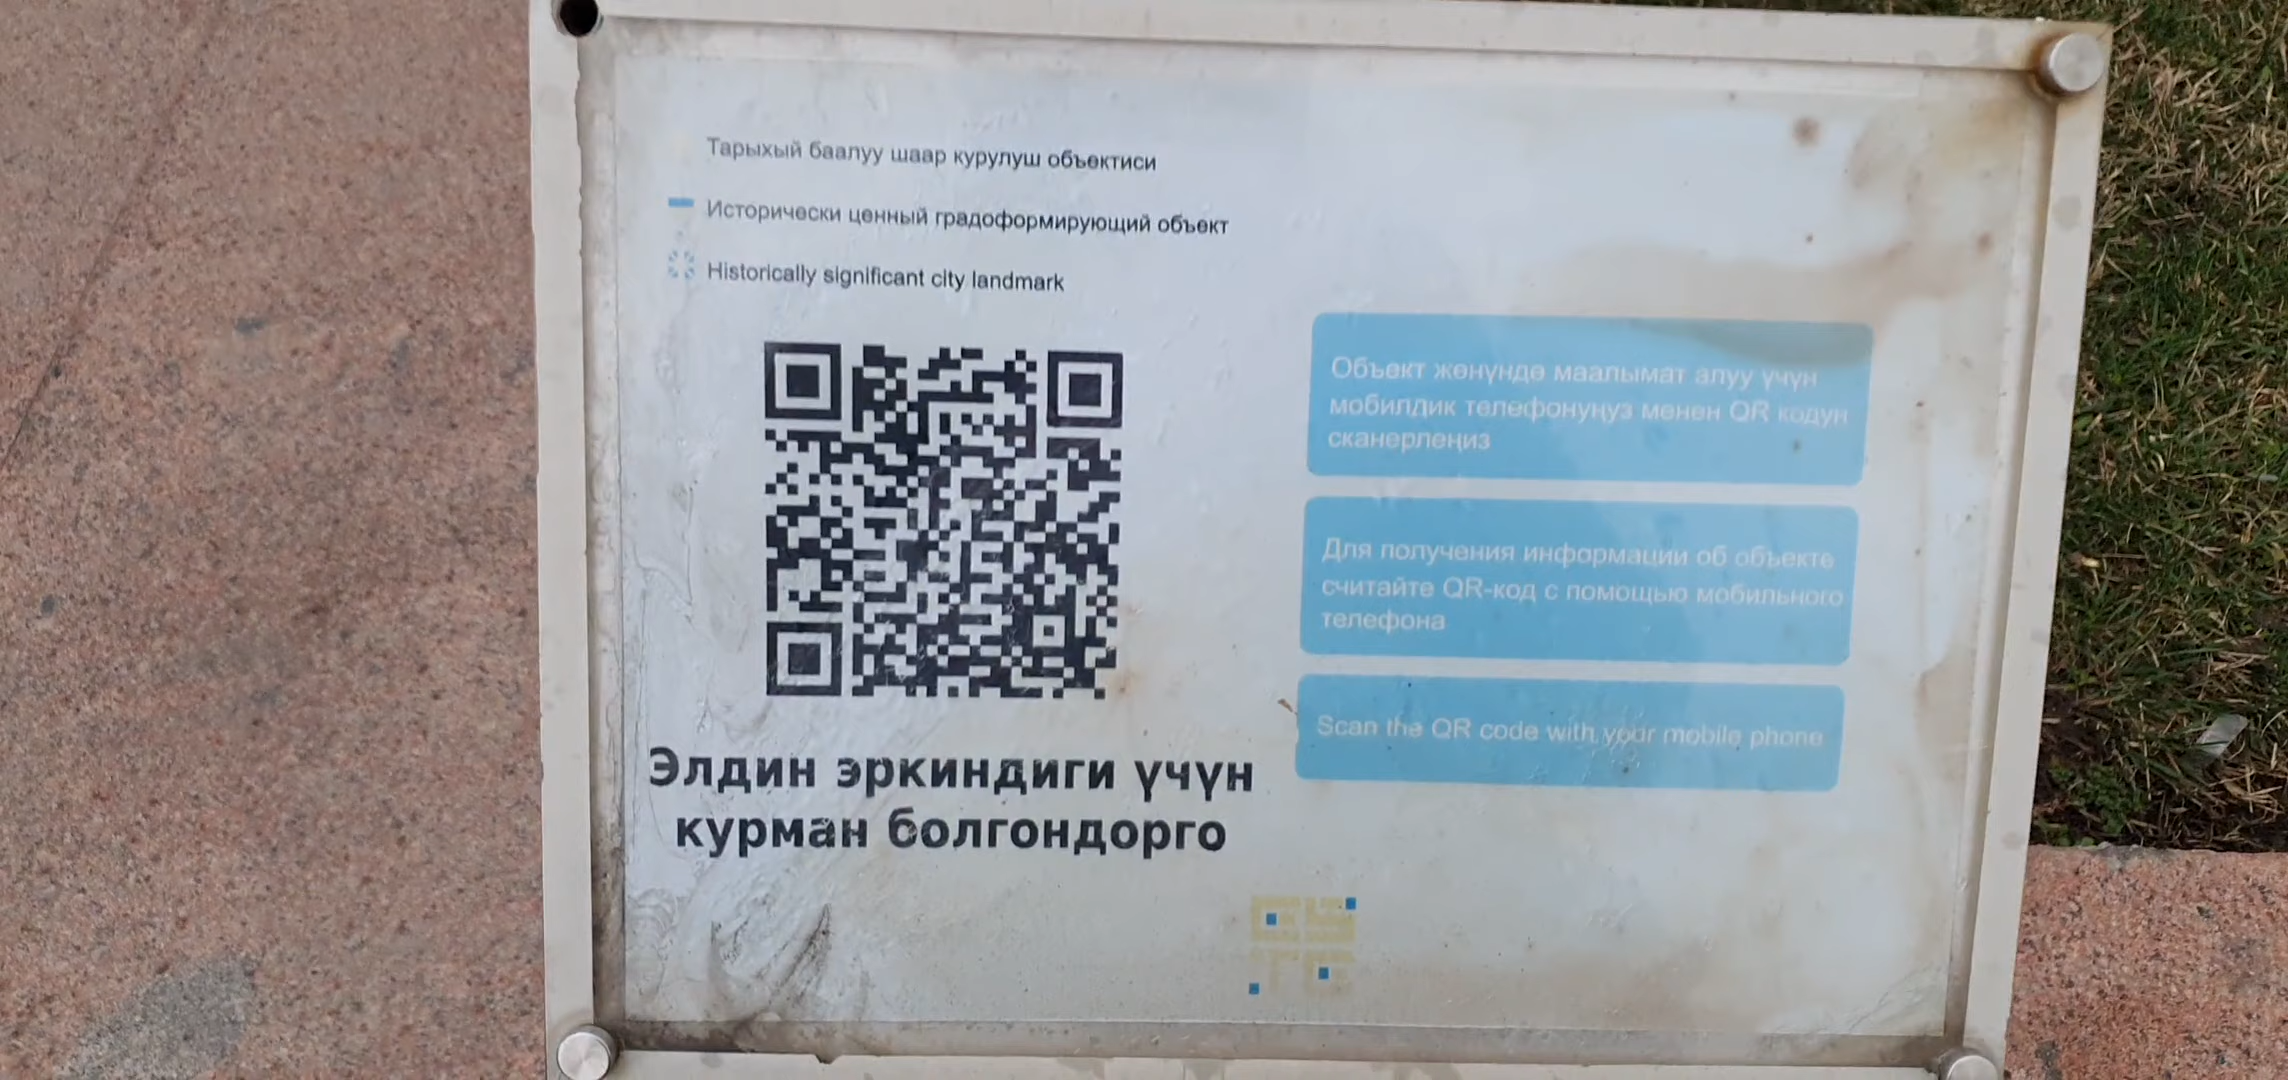 Тарыхый баалуу шаар курулуш объектиси
Исторически ценный градоформирующий объект
Historically significant city landmark
Объект жөнүндө маалымат алуу үчүн
мобилдик телефонуңуз менен QR кодун
сканерлеңиз
Для получения информации об объекте
считайте QR-код с помощью мобильного
телефона
Scan the QR code with your mobile phone
Элдин эркиндиги үчүн
курман болгондорго